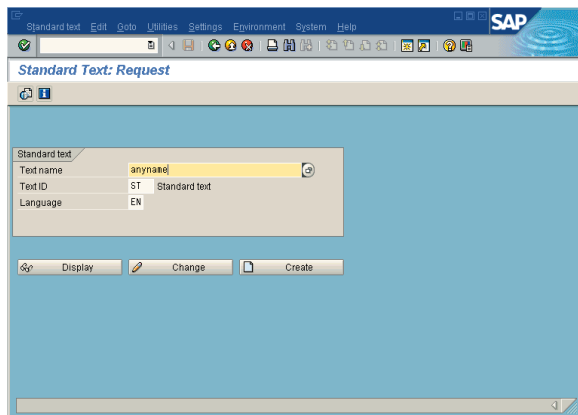 Standard text Edit Goto Utilities Settings Environment System Help
SAP
Standard Text: Request
Standard text
Text name anyname
Text ID ST Standard text
Language EN
Display Change Create